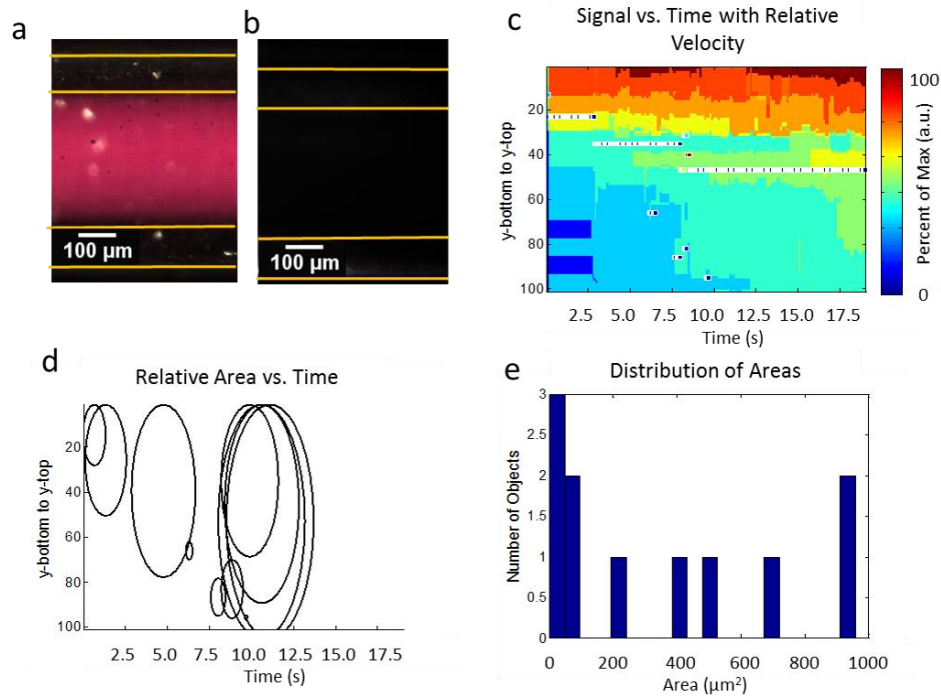 a
100 µm
b
100 µm
c
Signal vs. Time with Relative
Velocity
y-bottom to y-top
20
40
60
80
100
2.5 5.0 7.5 10.0 12.5 15.0 17.5
Time (s)
100
0
Percent of Max (a.u.)
d
Relative Area vs. Time
y-bottom to y-top
20
40
60
80
100
2.5 5.0 7.5 10.0 12.5 15.0 17.5
Time (s)
e
Distribution of Areas
Number of Objects
3
2.5
2
1.5
1
0.5
0
0 200 400 600 800 1000
Area (µm²)